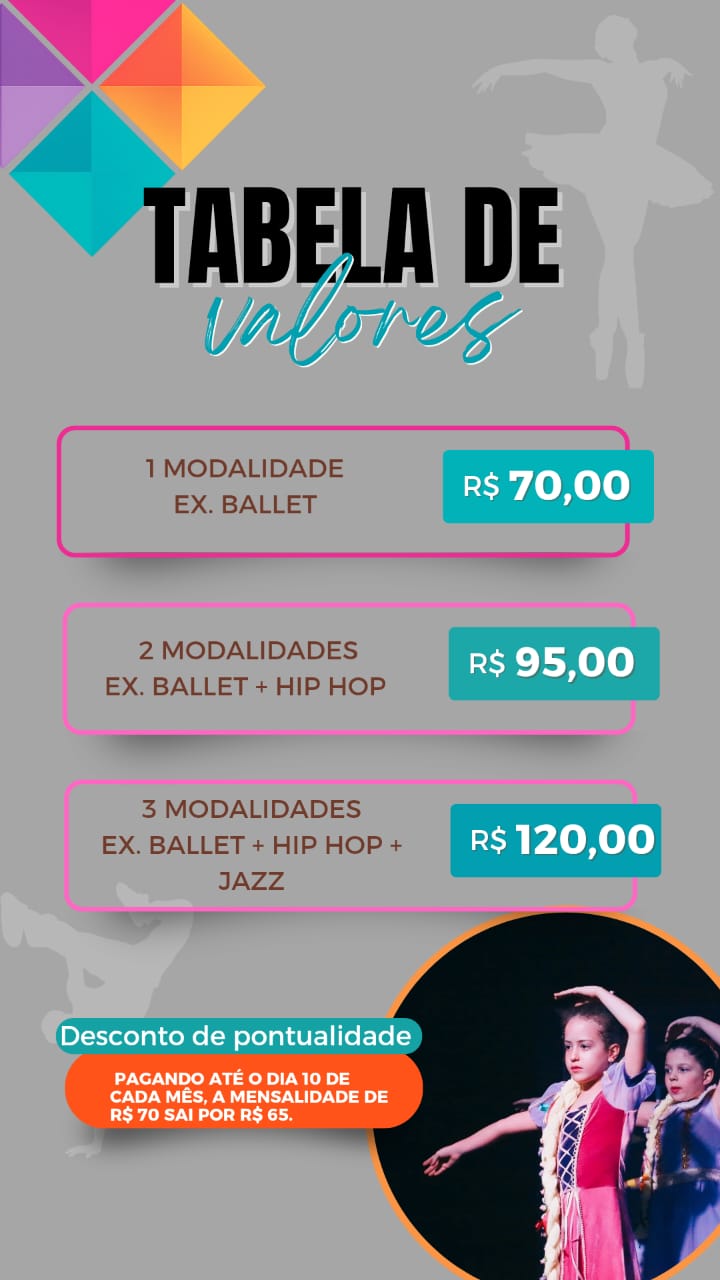 TABELA DE
valores
1 MODALIDADE
EX. BALLET
R$ 70,00
2 MODALIDADES
EX. BALLET + HIP HOP
R$ 95,00
3 MODALIDADES
EX. BALLET + HIP HOP +
JAZZ
R$ 120,00
Desconto de pontualidade
PAGANDO ATÉ O DIA 10 DE
CADA MÊS, A MENSALIDADE DE
R$ 70 SAI POR R$ 65.